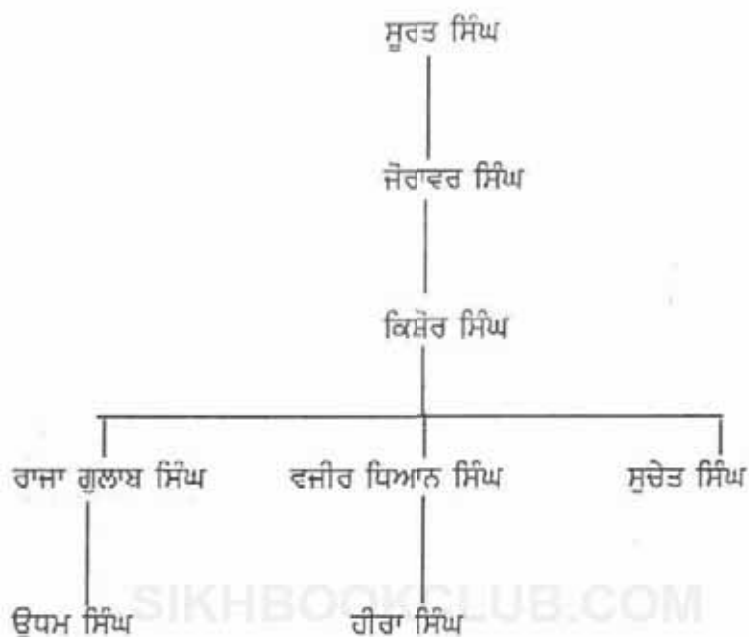 ਸੂਰਤ ਸਿੰਘ
ਜੋਰਾਵਰ ਸਿੰਘ
ਕਿਸ਼ੋਰ ਸਿੰਘ
ਰਾਜਾ ਗੁਲਾਬ ਸਿੰਘ ਵਜੀਰ ਧਿਆਨ ਸਿੰਘ ਸੁਚੇਤ ਸਿੰਘ
SIKHBOOKCLUB.COM
ਊਧਮ ਸਿੰਘ ਹੀਰਾ ਸਿੰਘ